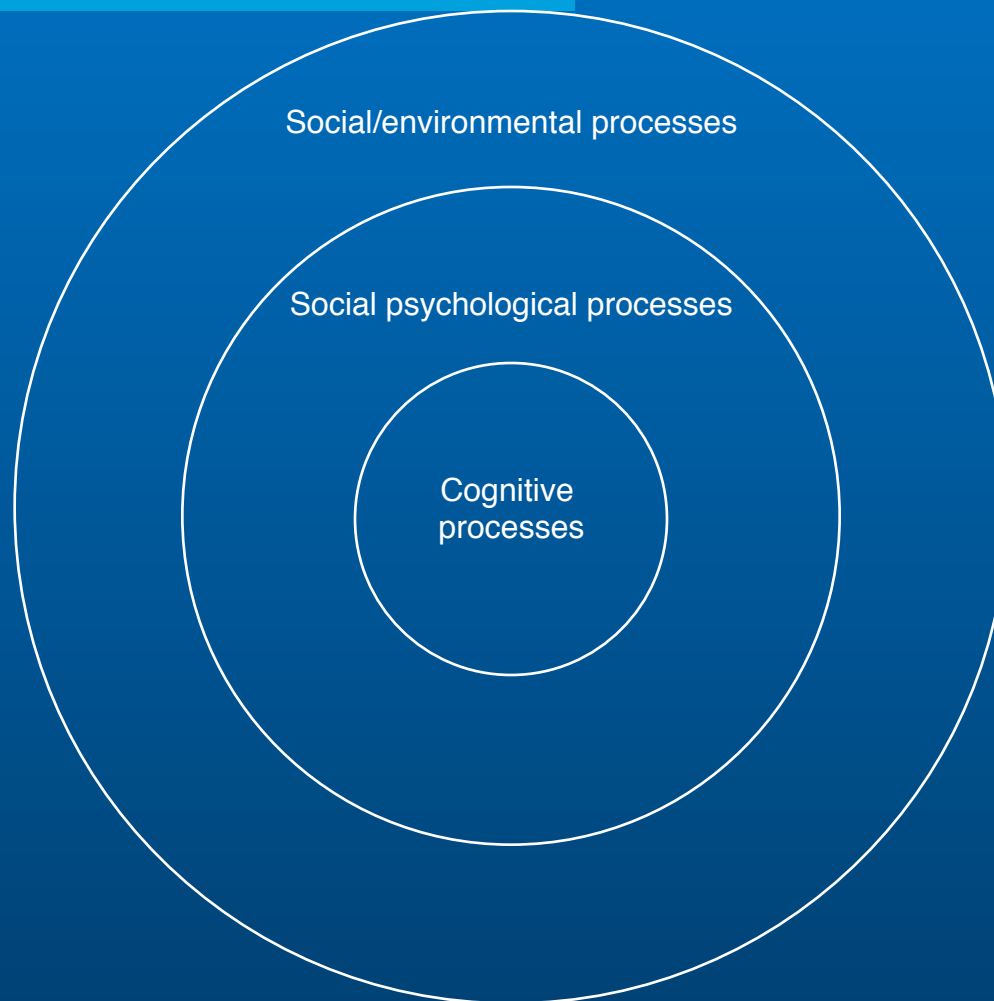 Social/environmental processes
Social psychological processes
Cognitive
processes